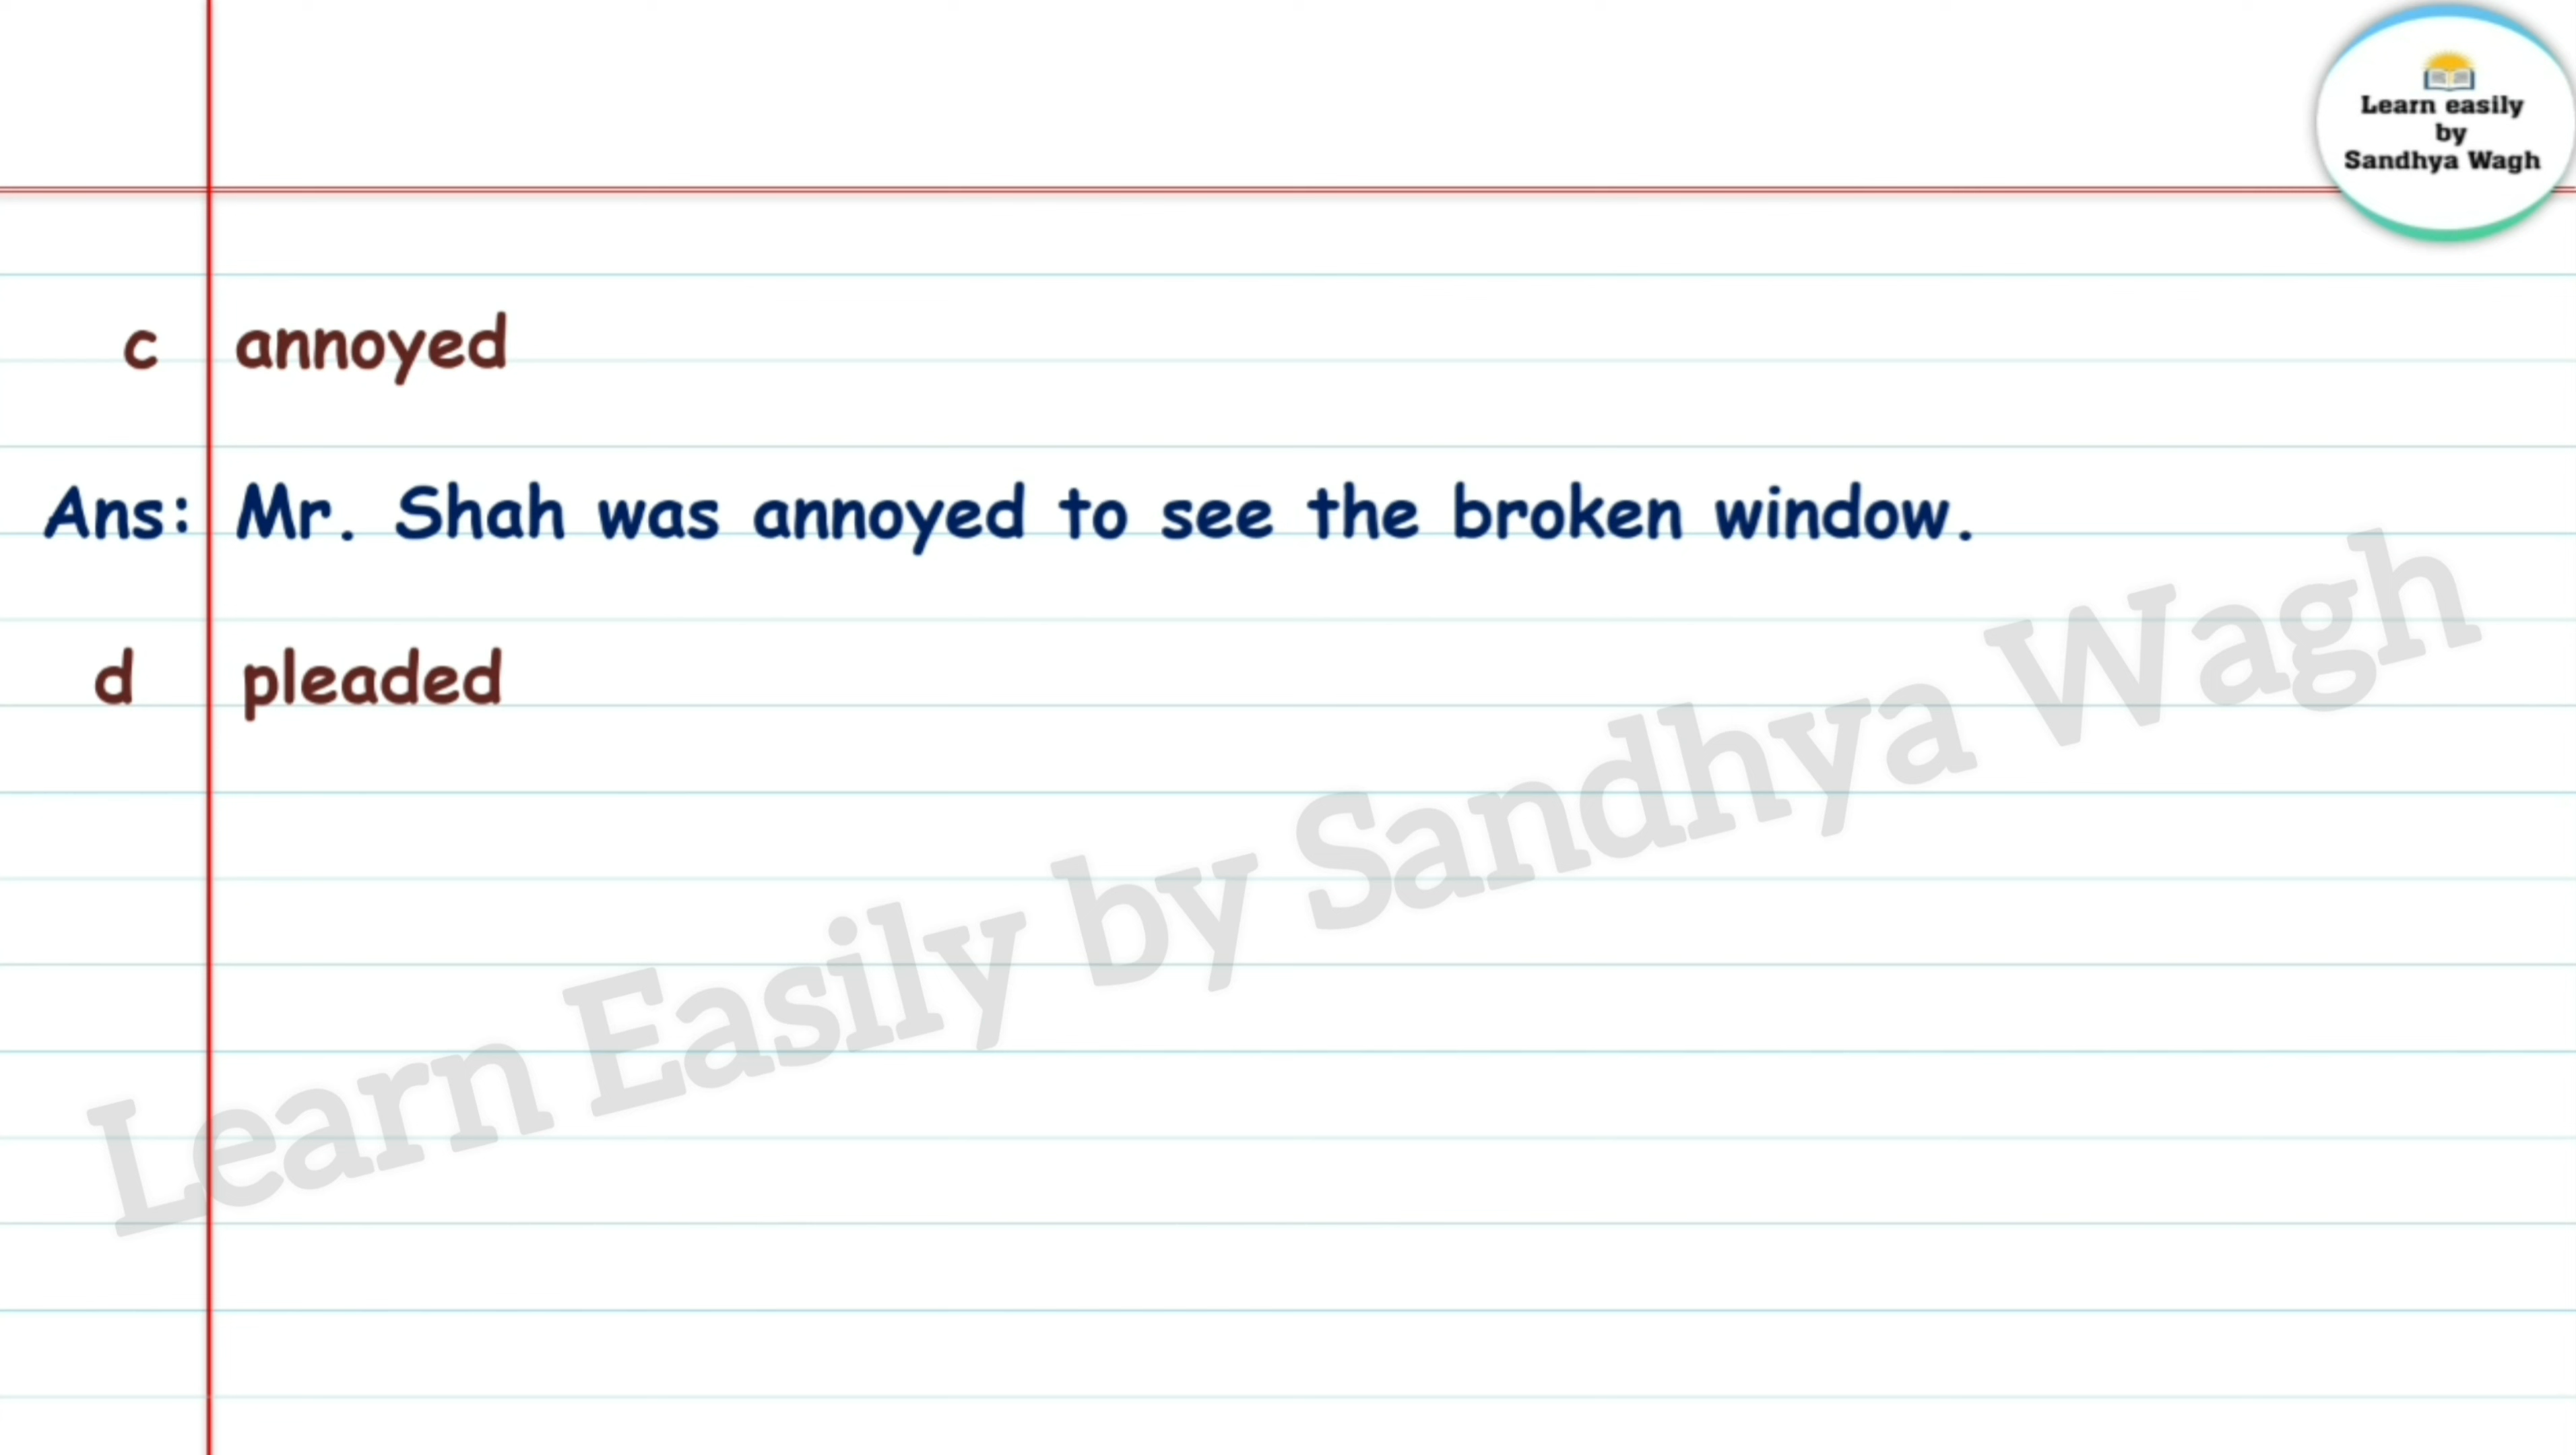 Learn easily
by
Sandhya Wagh
c annoyed
Ans: Mr. Shah was annoyed to see the broken window.
d pleaded
Learn Easily by Sandhya Wagh